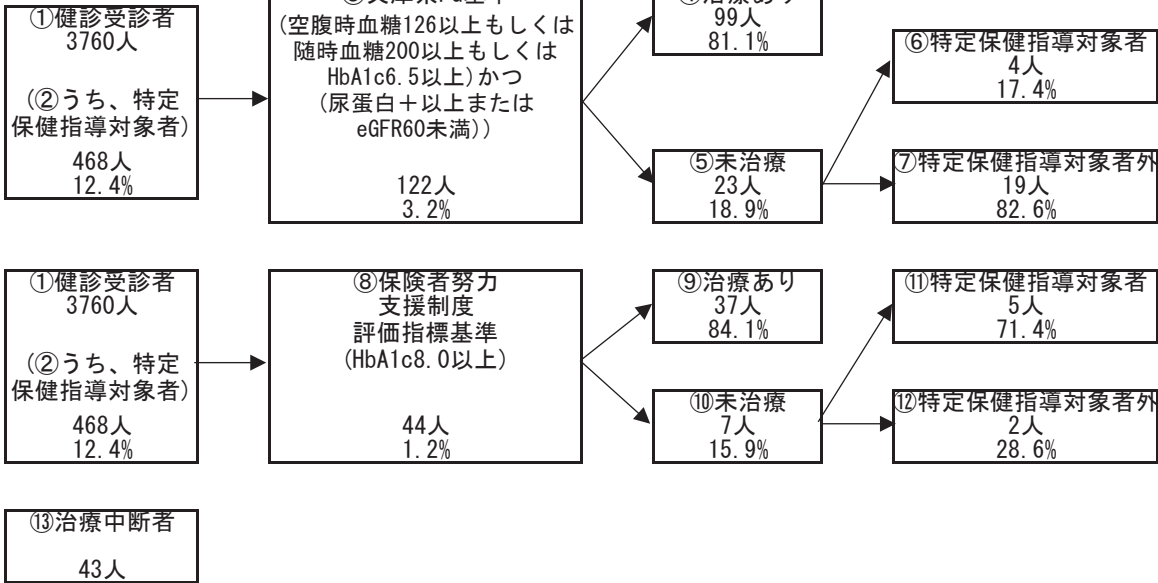 ①健診受診者
3760人
(②うち、特定
保健指導対象者)
468人
12.4%
(空腹時血糖126以上もしくは
随時血糖200以上もしくは
HbA1c6.5以上)かつ
(尿蛋白+以上または
eGFR60未満))
122人
3.2%
99人
81.1%
⑤未治療
23人
18.9%
⑥特定保健指導対象者
4人
17.4%
⑦特定保健指導対象者外
19人
82.6%
①健診受診者
3760人
(②うち、特定
保健指導対象者)
468人
12.4%
⑧保険者努力
支援制度
評価指標基準
(HbA1c8.0以上)
44人
1.2%
⑨治療あり
37人
84.1%
⑩未治療
7人
15.9%
⑪特定保健指導対象者
5人
71.4%
⑫特定保健指導対象者外
2人
28.6%
⑬治療中断者
43人